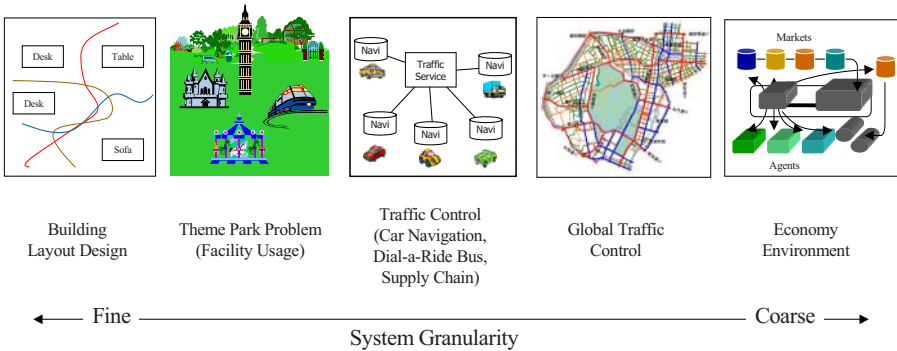 Desk
Table
Desk
Sofa
Navi
Navi
Traffic
Service
Navi
Navi
Navi
Markets
Agents
Building
Layout Design
Theme Park Problem
(Facility Usage)
Traffic Control
(Car Navigation,
Dial-a-Ride Bus,
Supply Chain)
Global Traffic
Control
Economy
Environment
Fine
Coarse
System Granularity